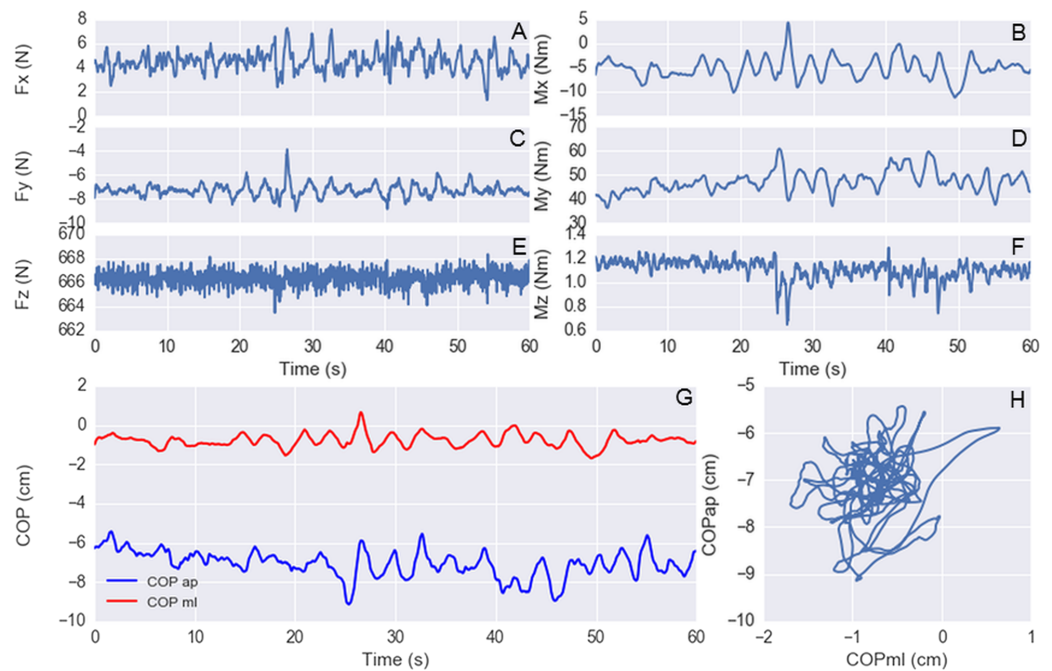 8
6
4
2
0
Fx (N)
A
5
0
−5
−10
−15
Mx (Nm)
B
−2
−4
−6
−8
−10
Fy (N)
C
70
60
50
40
30
My (Nm)
D
670
668
666
664
662
Fz (N)
E
1.4
1.2
1.0
0.8
0.6
Mz (Nm)
F
0 10 20 30 40 50 60
Time (s)
0 10 20 30 40 50 60
Time (s)
2
0
−2
−4
−6
−8
−10
COP (cm)
G
COP ap
COP ml
0 10 20 30 40 50 60
Time (s)
−5
−6
−7
−8
−9
−10
COPap (cm)
H
−2 −1 0 1
COPml (cm)